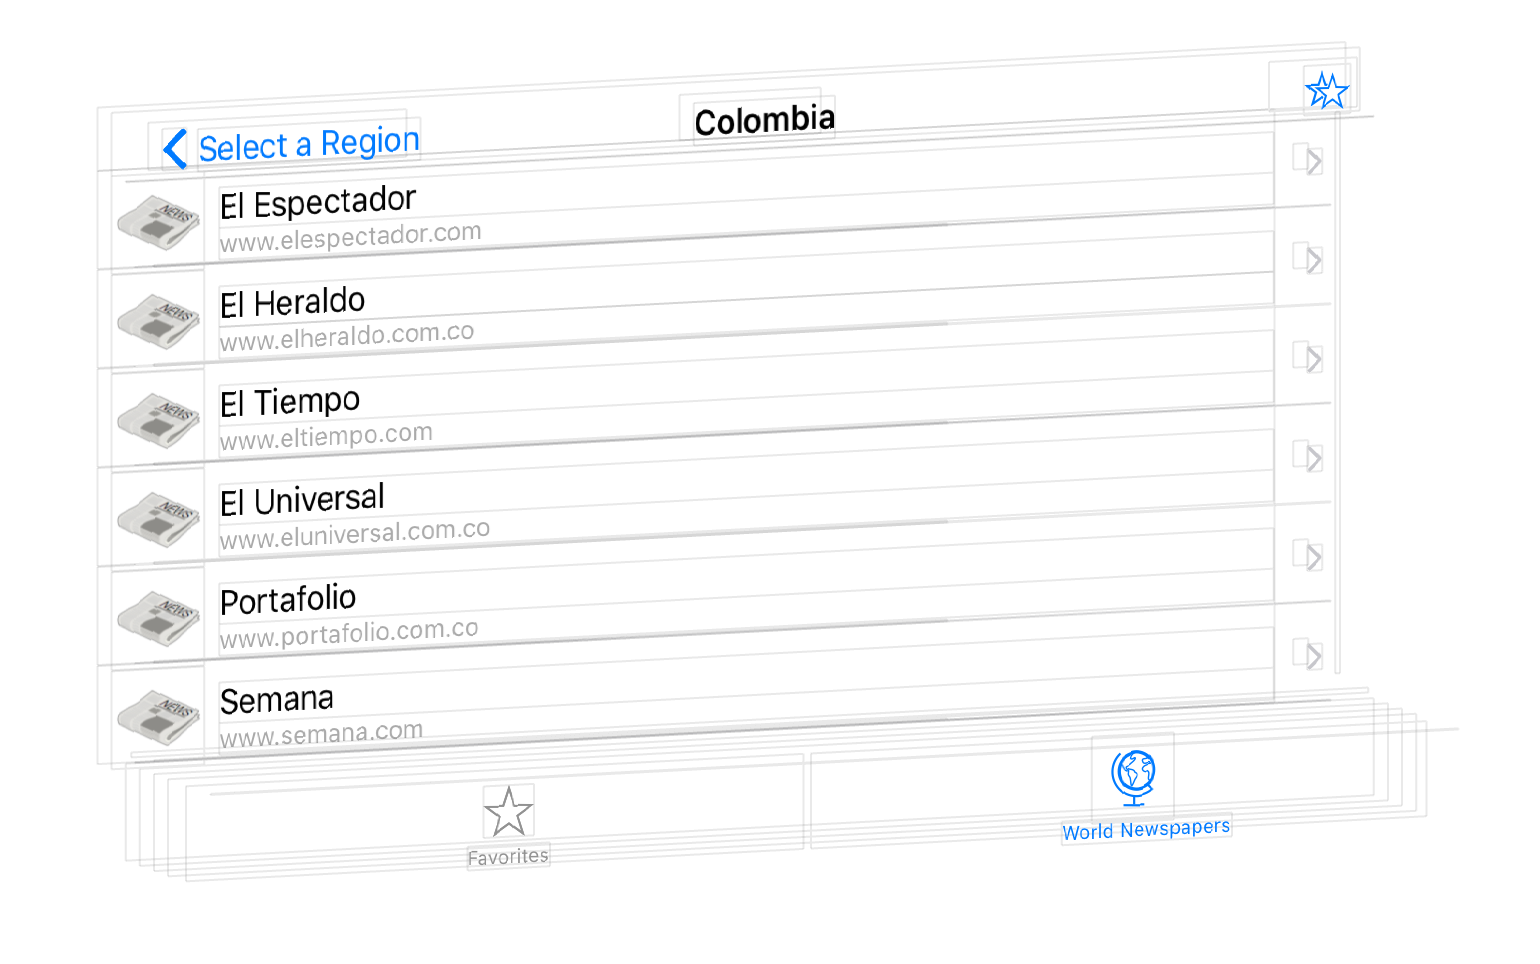 Select a Region
Colombia
El Espectador
www.elespectador.com
El Heraldo
www.elheraldo.com.co
El Tiempo
www.eltiempo.com
El Universal
www.eluniversal.com.co
Portafolio
www.portafolio.com.co
Semana
www.semana.com
NEWS
NEWS
NEWS
NEWS
NEWS
NEWS
Favorites
World Newspapers